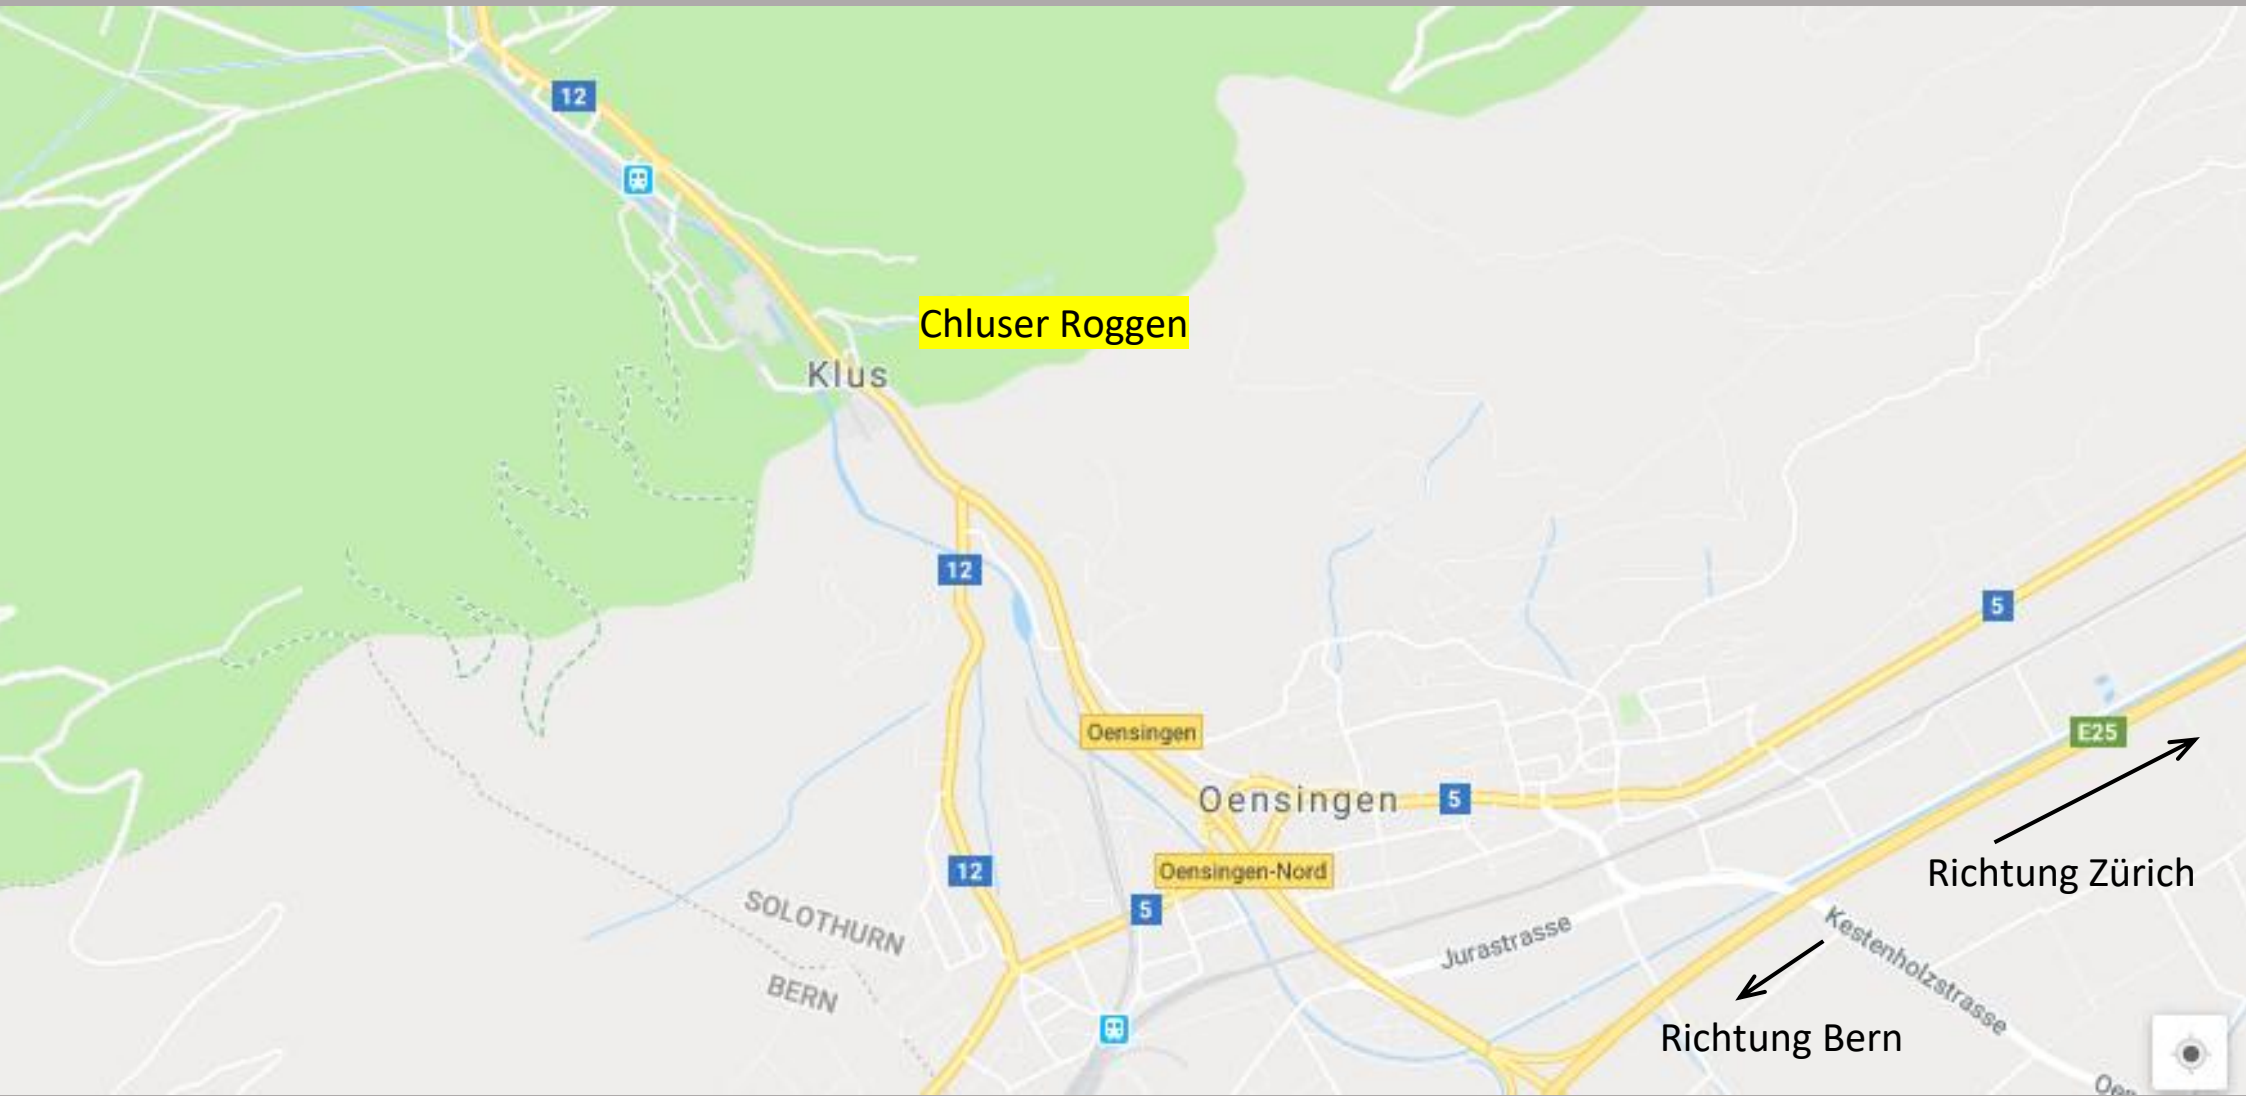 12
Chluser Roggen
Klus
12
5
Oensingen
E25
Oensingen
5
12
Oensingen-Nord
Richtung Zürich
5
SOLOTHURN
BERN
Jurastrasse
Kestenholzstrasse
Richtung Bern